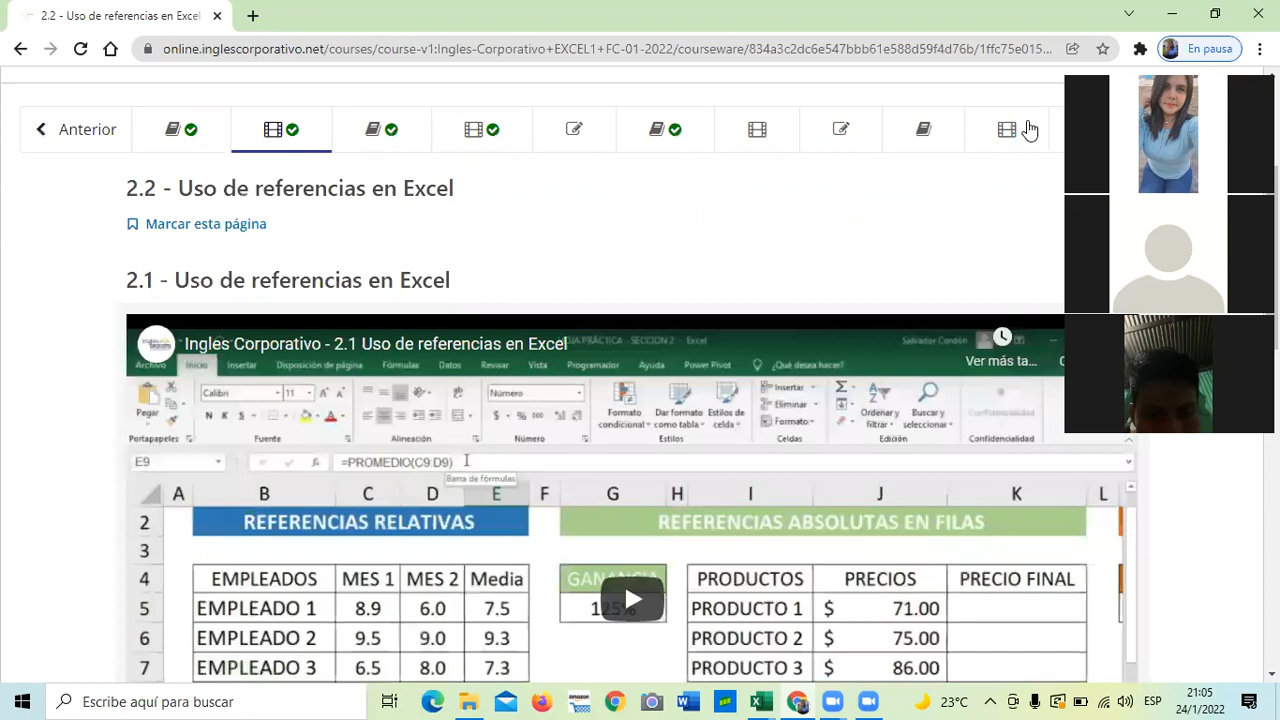 2.2 - Uso de referencias en Excel
online.inglescorporativo.net/courses/course-v1:Ingles-Corporativo+EXCEL1+FC-01-2022/courseware/834a3c2dc6e547bbb61e588d59f4d76b/1ffc75e015...
En pausa
Anterior
2.2 - Uso de referencias en Excel
Marcar esta página
2.1 - Uso de referencias en Excel
Ingles Corporativo - 2.1 Uso de referencias en Excel
HOJA PRÁCTICA - SECCION 2 - Excel
Salvador Condón
Ver más ta...
Archivo Inicio Insertar Disposición de página Fórmulas Datos Revisar Vista Programador Ayuda Power Pivot ¿Qué desea hacer?
Calibri 11 Número Insertar
Pegar N K S Formato condicional Dar formato como tabla Estilos de celda Eliminar Formato Ordenar y filtrar Buscar y seleccionar Confidencialidad
Portapapeles Fuente Alineación Número Estilos Celdas Edición Confidencialidad
E9 =PROMEDIO(C9:D9)
Barra de fórmulas
A B C D E F G H I J K L
2 REFERENCIAS RELATIVAS REFERENCIAS ABSOLUTAS EN FILAS
3
4 EMPLEADOS MES 1 MES 2 Media GANANCIA PRODUCTOS PRECIOS PRECIO FINAL
5 EMPLEADO 1 8.9 6.0 7.5 PRODUCTO 1 $ 71.00
6 EMPLEADO 2 9.5 9.0 9.3 PRODUCTO 2 $ 75.00
7 EMPLEADO 3 6.5 8.0 7.3 PRODUCTO 3 $ 86.00
Escribe aquí para buscar
amazon
23°C
ESP
21:05
24/1/2022